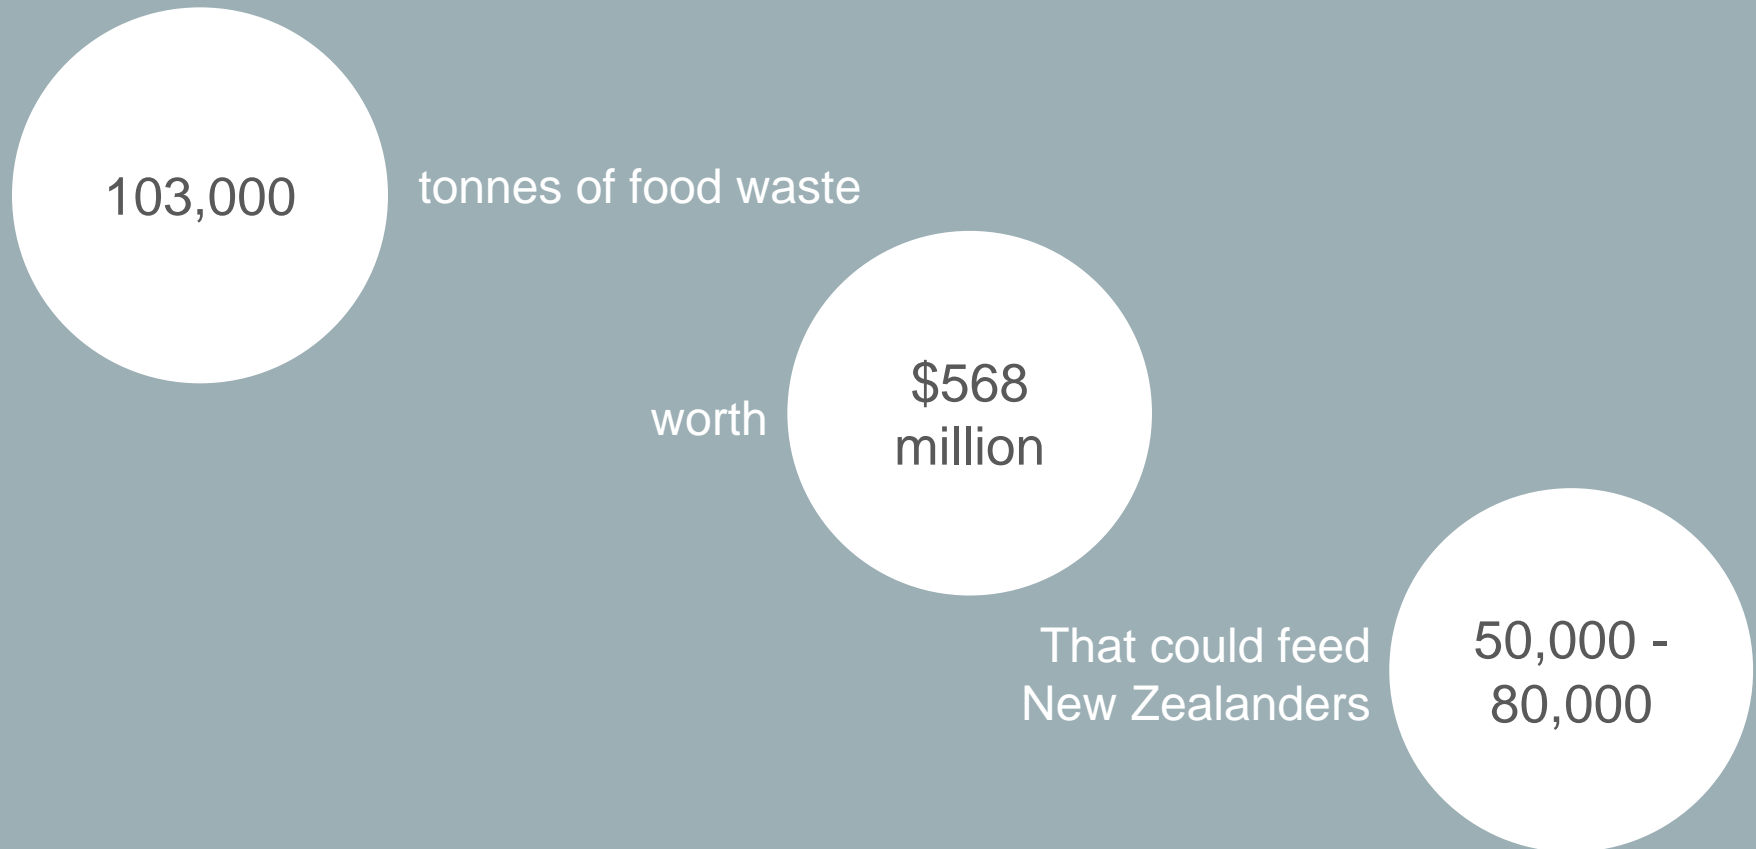 103,000
tonnes of food waste
worth
$568
million
That could feed
New Zealanders
50,000 -
80,000